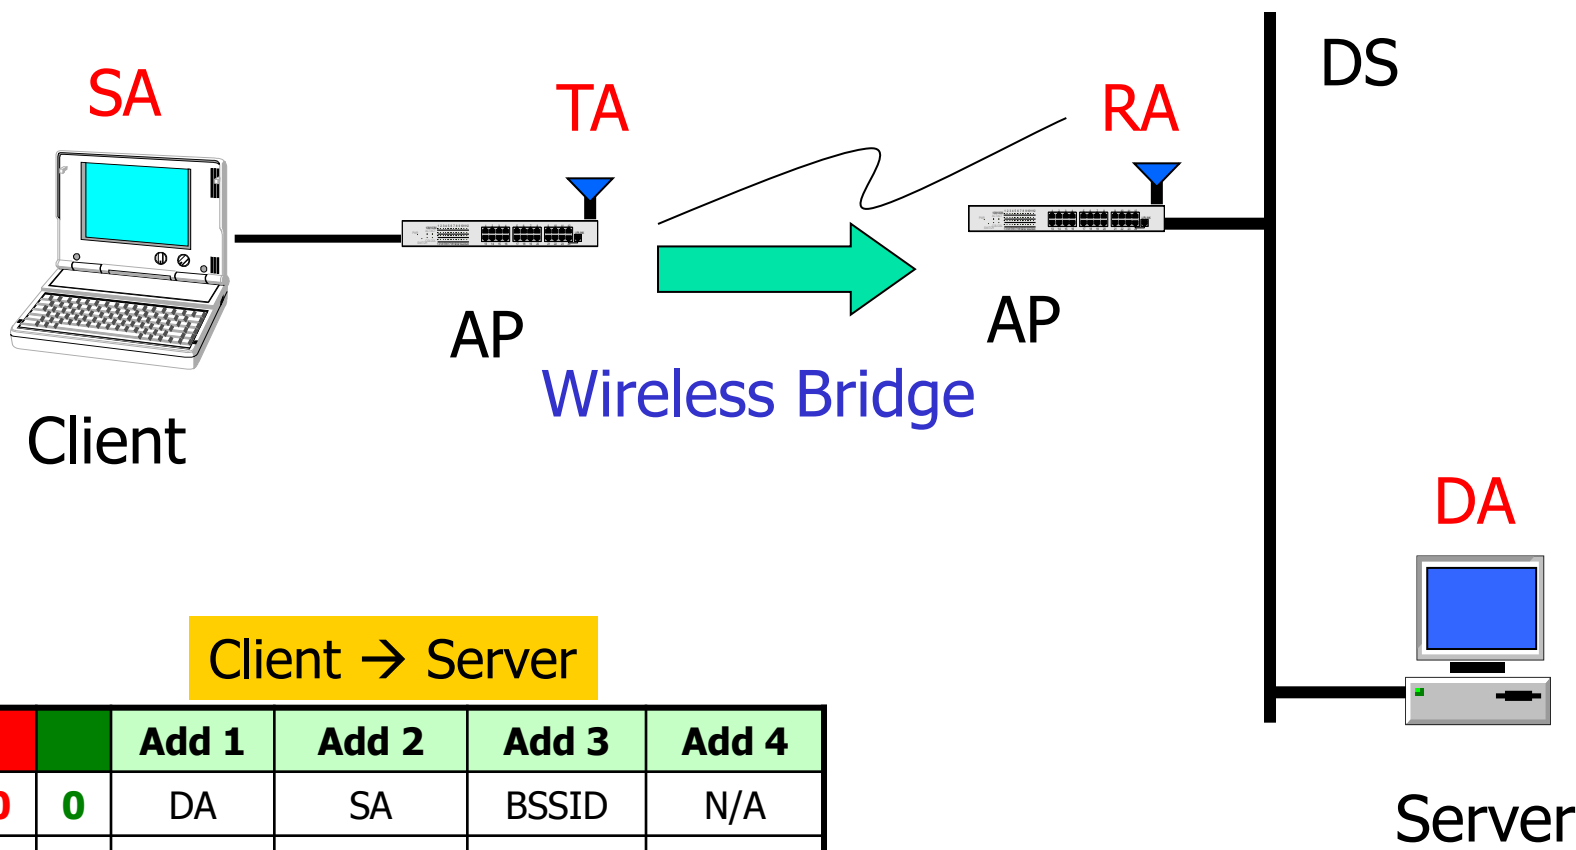 DS
SA
TA
RA
AP
AP
Wireless Bridge
Client
DA
Client → Server
Add 1 Add 2 Add 3 Add 4
0 0 DA SA BSSID N/A
Server